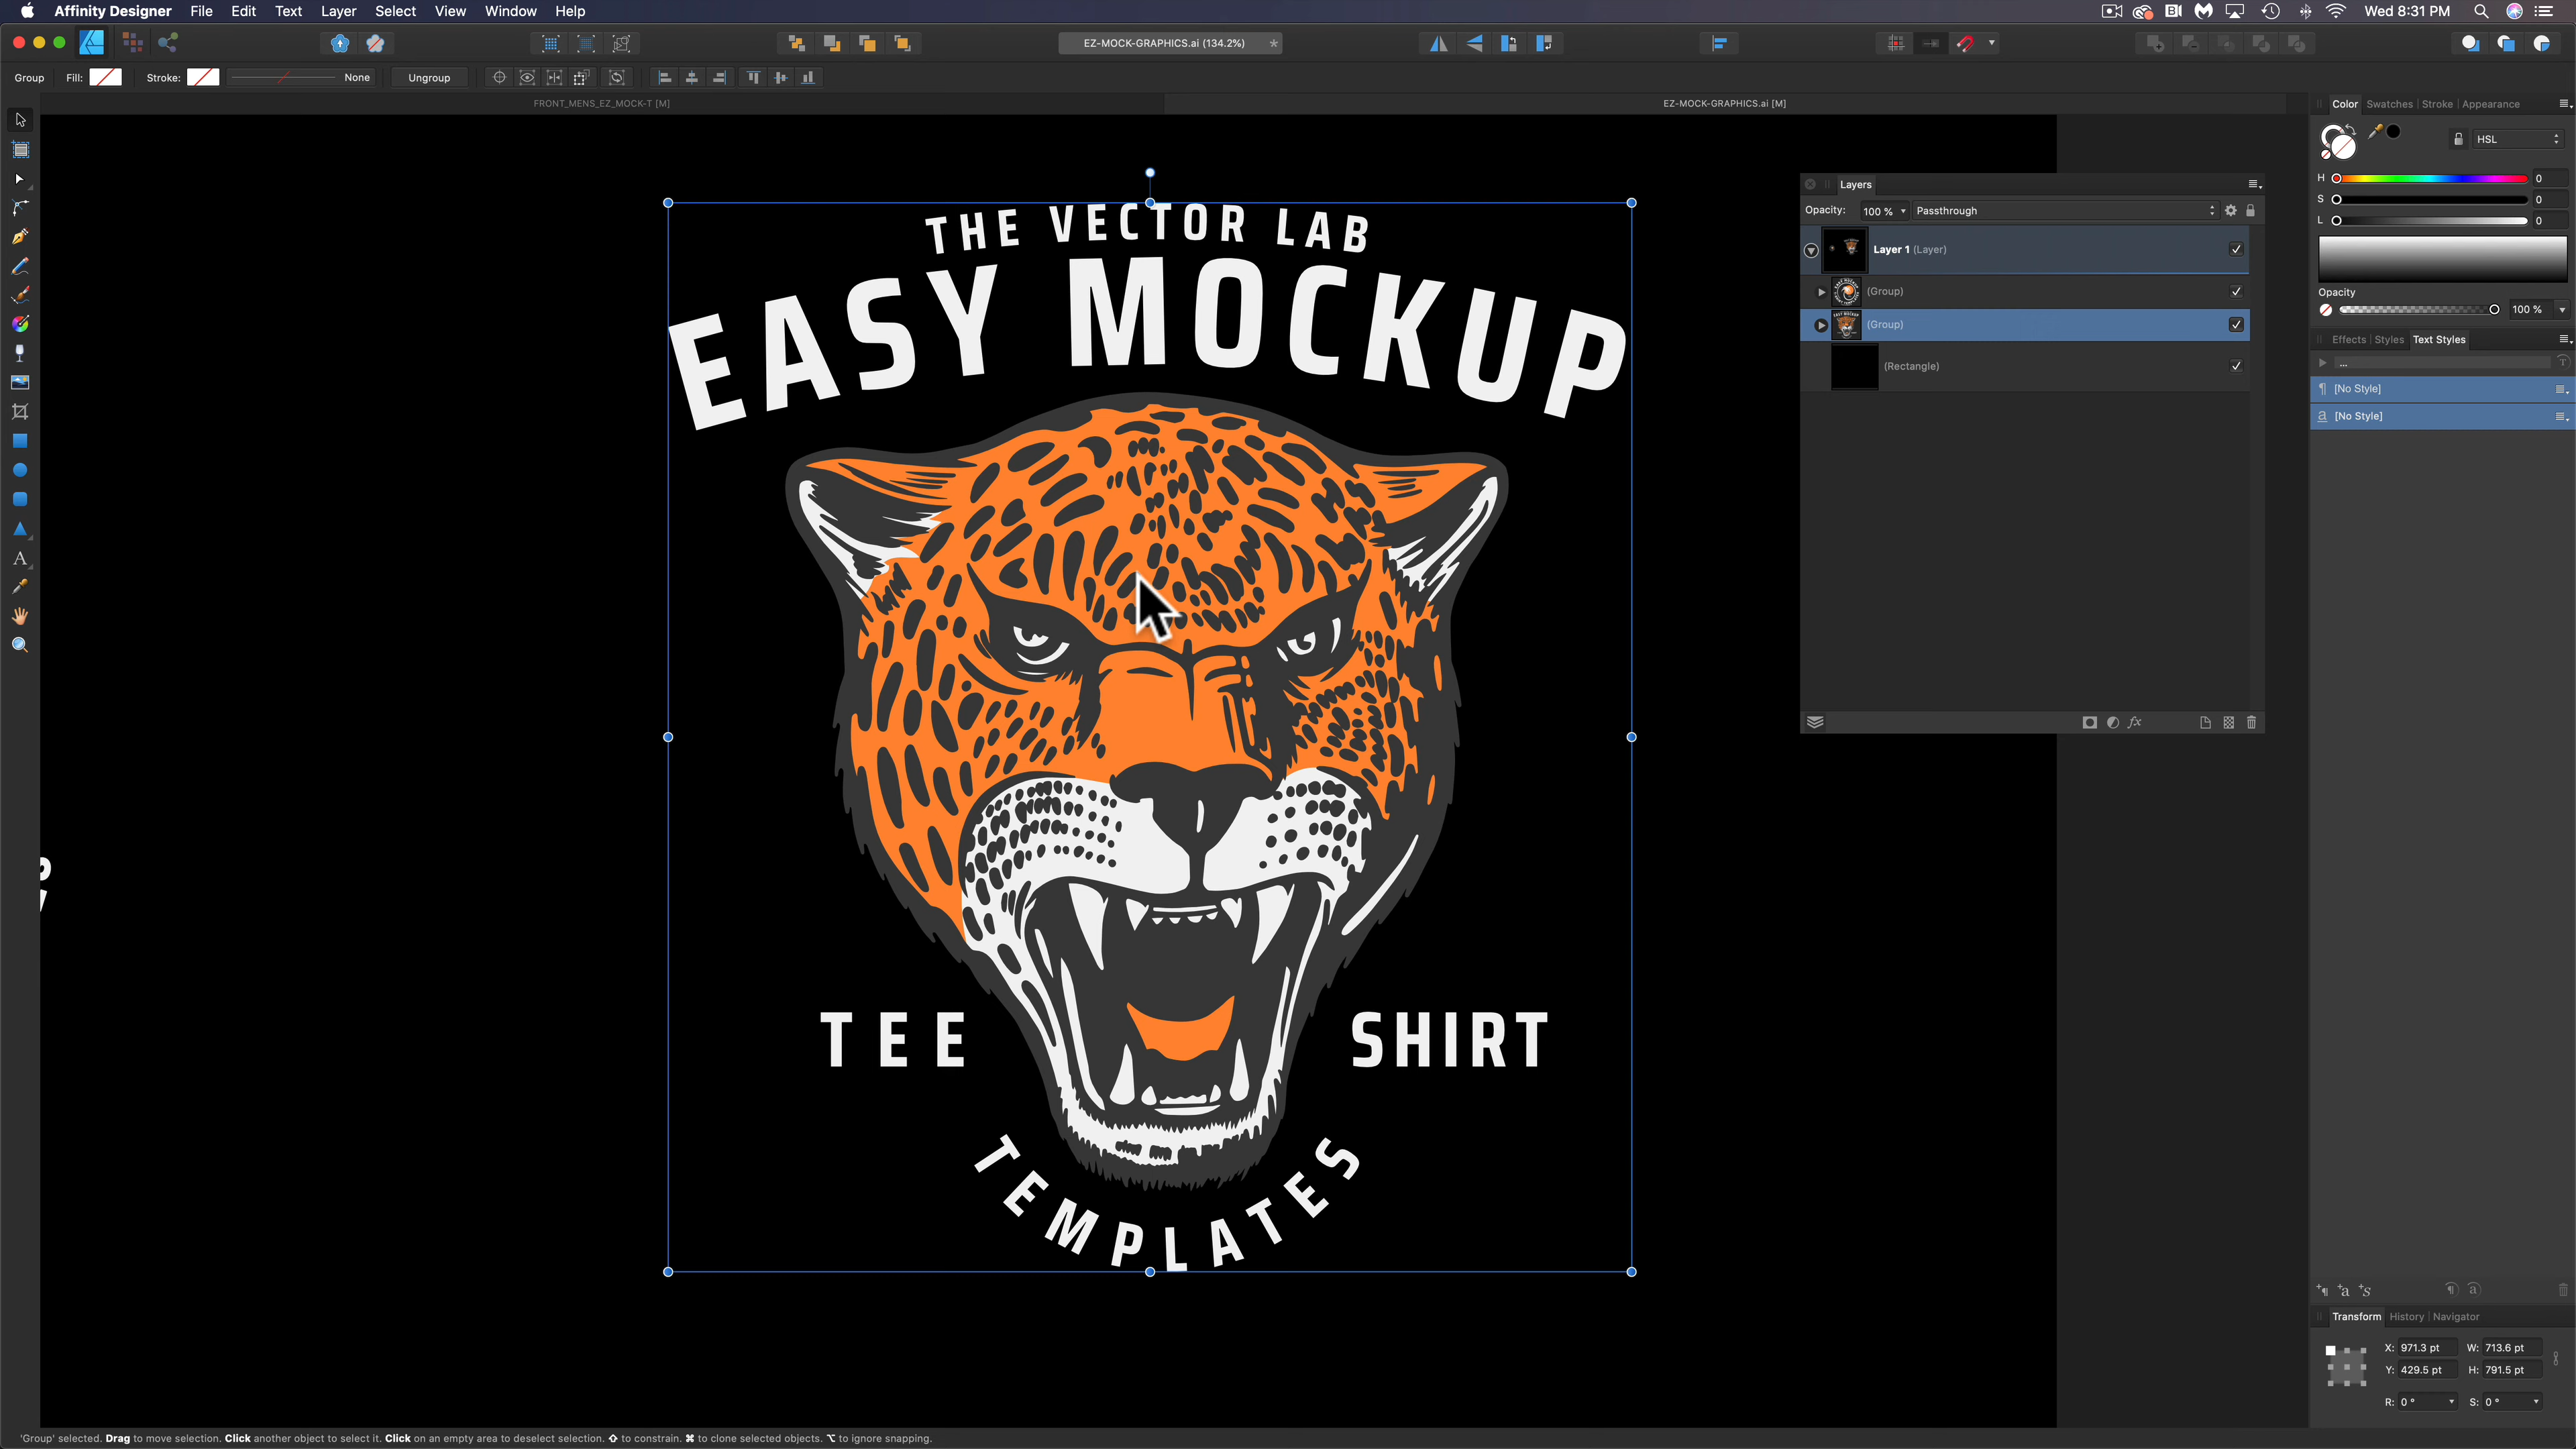 Affinity Designer File Edit Text Layer Select View Window Help Wed 8:31 PM
EZ-MOCK-GRAPHICS.ai (134.2%)
Group Fill: Stroke: None Ungroup
FRONT_MENS_EZ_MOCK-T [M] EZ-MOCK-GRAPHICS.ai [M]
THE VECTOR LAB
EASY MOCKUP
TEE SHIRT
TEMPLATES
Layers
Opacity: 100 % Passthrough
Layer 1 (Layer)
(Group)
(Group)
(Rectangle)
Color Swatches Stroke Appearance
HSL
H 0
S 0
L 0
Opacity
100 %
Effects Styles Text Styles
...
[No Style]
[No Style]
Transform History Navigator
X: 971.3 pt W: 713.6 pt
Y: 429.5 pt H: 791.5 pt
R: 0 ° S: 0 °
'Group' selected. Drag to move selection. Click another object to select it. Click on an empty area to deselect selection. ⇧ to constrain. ⌘ to clone selected objects. ⌥ to ignore snapping.